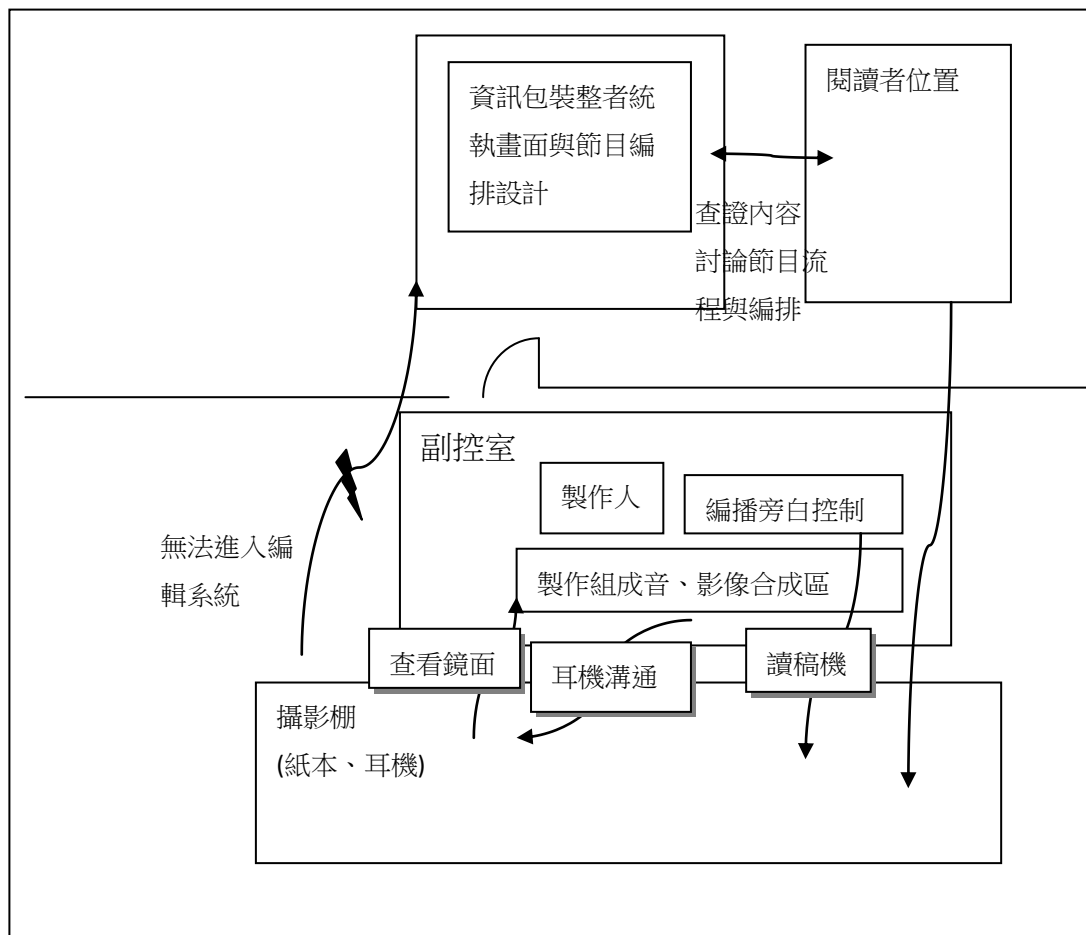 資訊包裝整者統
執畫面與節目編
排設計
閱讀者位置
查證內容
討論節目流
程與編排
副控室
製作人
編播旁白控制
製作組成音、影像合成區
無法進入編
輯系統
查看鏡面
耳機溝通
讀稿機
攝影棚
(紙本、耳機)